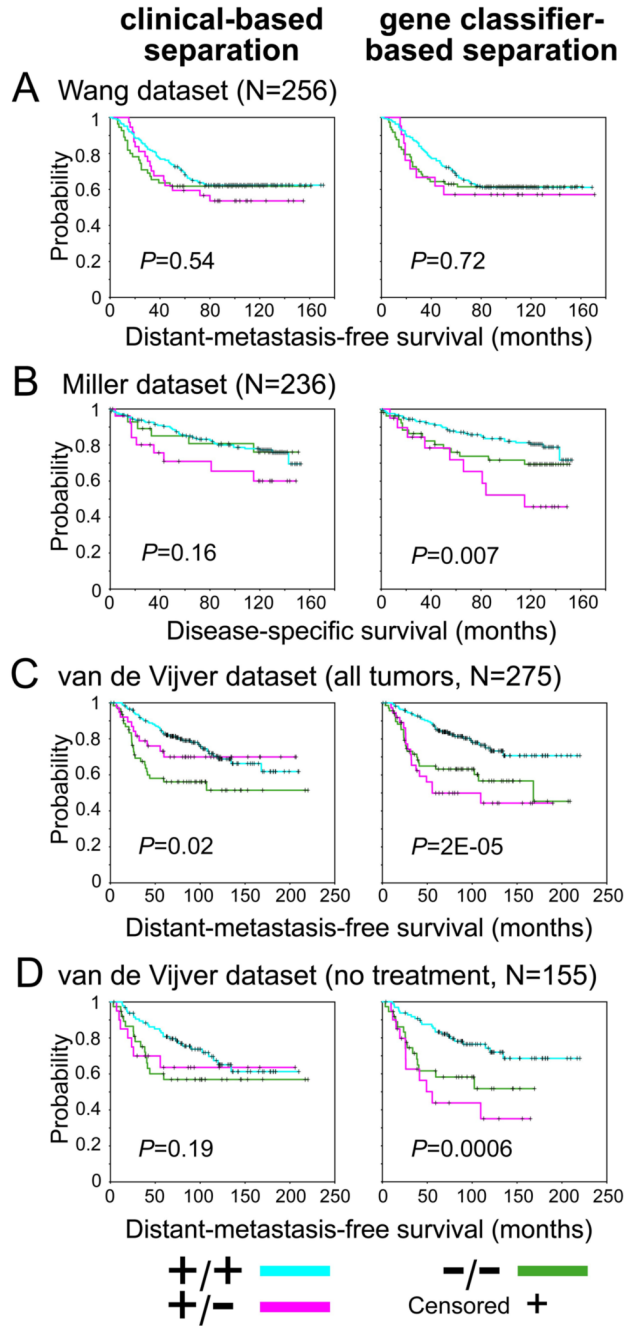 clinical-based separation
gene classifier-based separation
A Wang dataset (N=256)
Probability
1
0.8
0.6
0.4
0.2
0
P=0.54
P=0.72
0 40 80 120 160
0 40 80 120 160
Distant-metastasis-free survival (months)
B Miller dataset (N=236)
Probability
1
0.8
0.6
0.4
0.2
0
P=0.16
P=0.007
0 40 80 120 160
0 40 80 120 160
Disease-specific survival (months)
C van de Vijver dataset (all tumors, N=275)
Probability
1
0.8
0.6
0.4
0.2
0
P=0.02
P=2E-05
0 50 100 150 200 250
0 50 100 150 200 250
Distant-metastasis-free survival (months)
D van de Vijver dataset (no treatment, N=155)
Probability
1
0.8
0.6
0.4
0.2
0
P=0.19
P=0.0006
0 50 100 150 200 250
0 50 100 150 200 250
Distant-metastasis-free survival (months)
+/+
-/-
+/-
Censored +